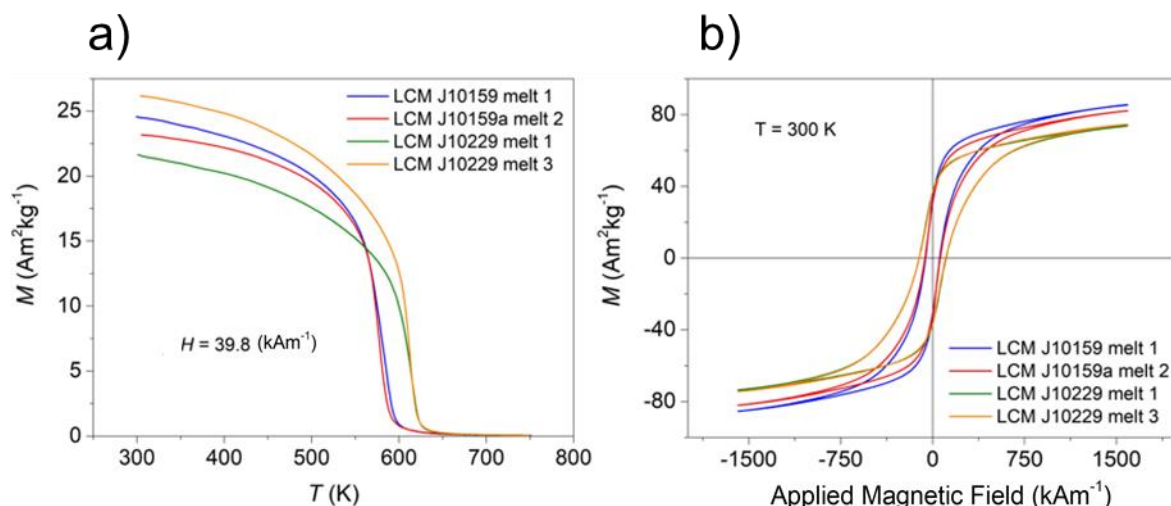 a)
M (Am²kg⁻¹)
25
20
15
10
5
0
LCM J10159 melt 1
LCM J10159a melt 2
LCM J10229 melt 1
LCM J10229 melt 3
H = 39.8 (kAm⁻¹)
300 400 500 600 700 800
T (K)
b)
M (Am²kg⁻¹)
80
40
0
-40
-80
T = 300 K
LCM J10159 melt 1
LCM J10159a melt 2
LCM J10229 melt 1
LCM J10229 melt 3
-1500 -750 0 750 1500
Applied Magnetic Field (kAm⁻¹)